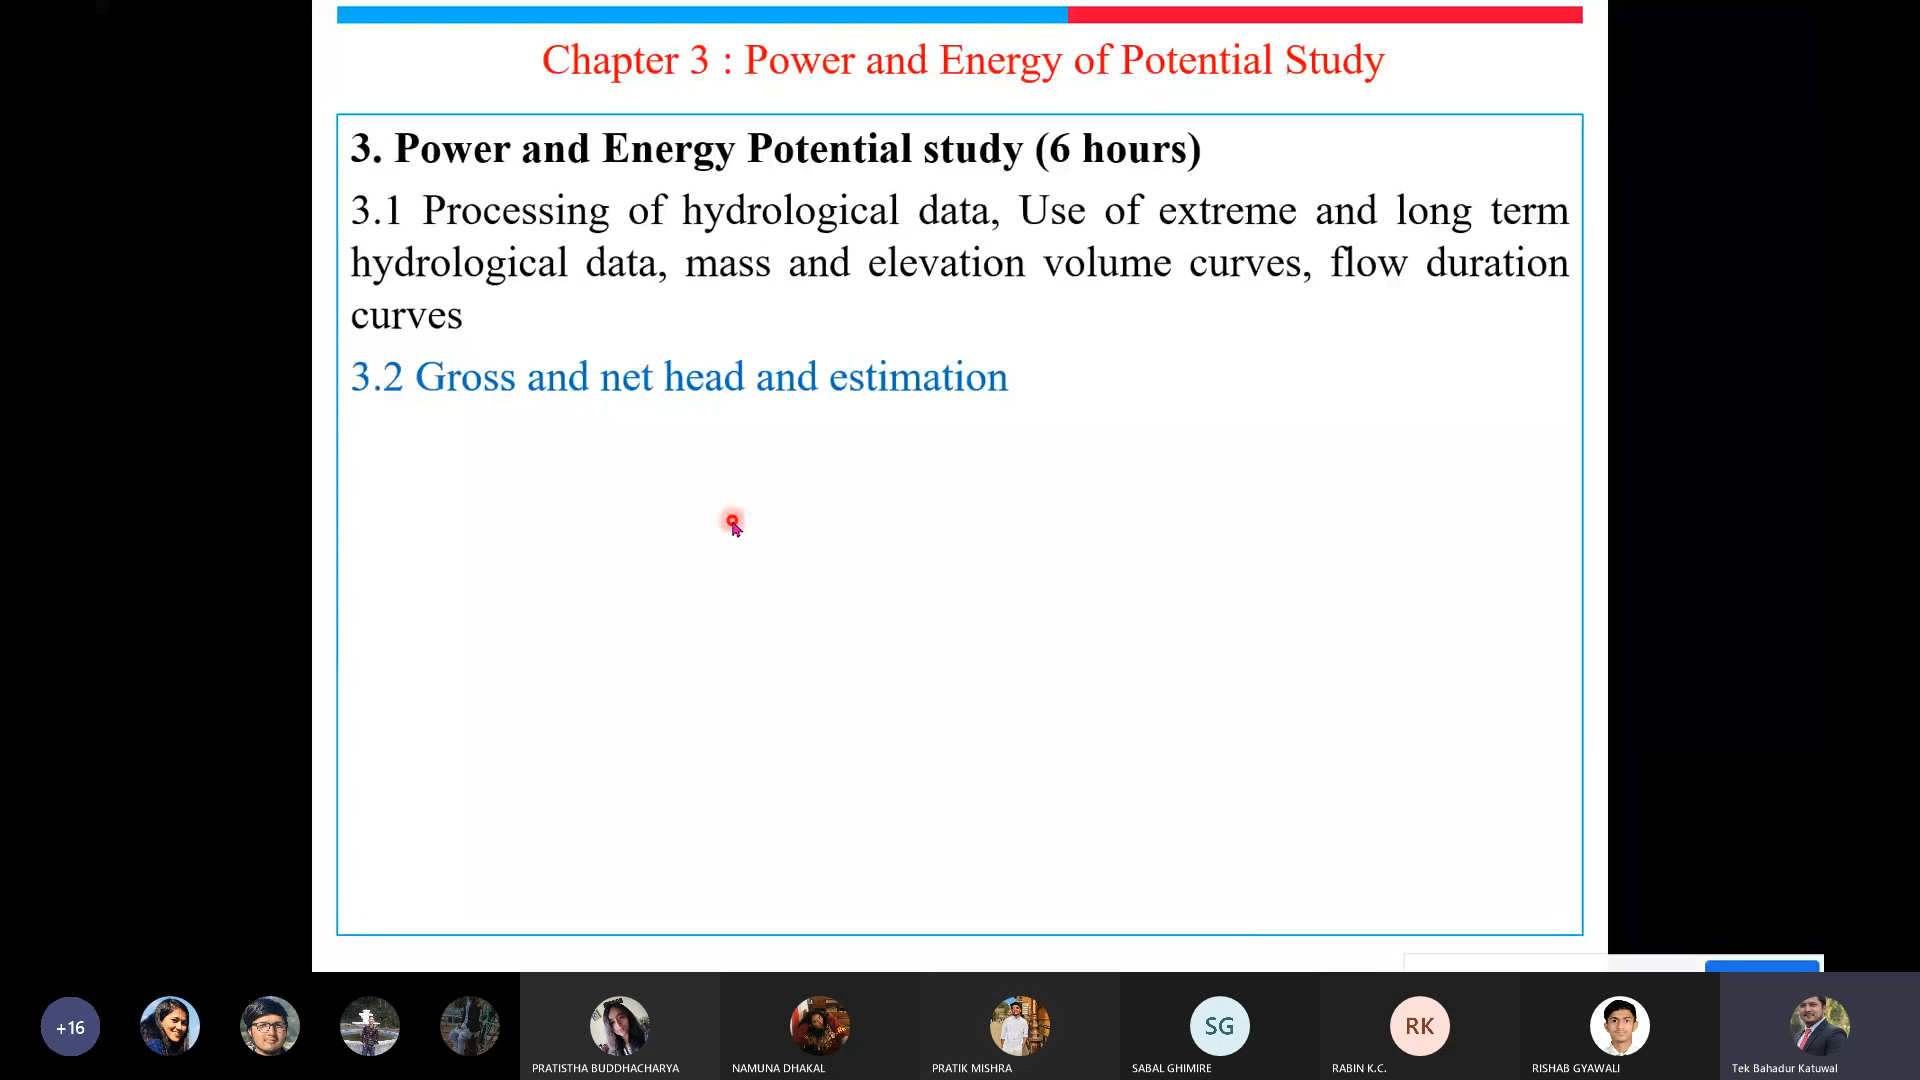 Chapter 3 : Power and Energy of Potential Study
3. Power and Energy Potential study (6 hours)
3.1 Processing of hydrological data, Use of extreme and long term
hydrological data, mass and elevation volume curves, flow duration
curves
3.2 Gross and net head and estimation
+16
SG
RK
PRATISTHA BUDDHACHARYA
NAMUNA DHAKAL
PRATIK MISHRA
SABAL GHIMIRE
RABIN K.C.
RISHAB GYAWALI
Tek Bahadur Katuwal